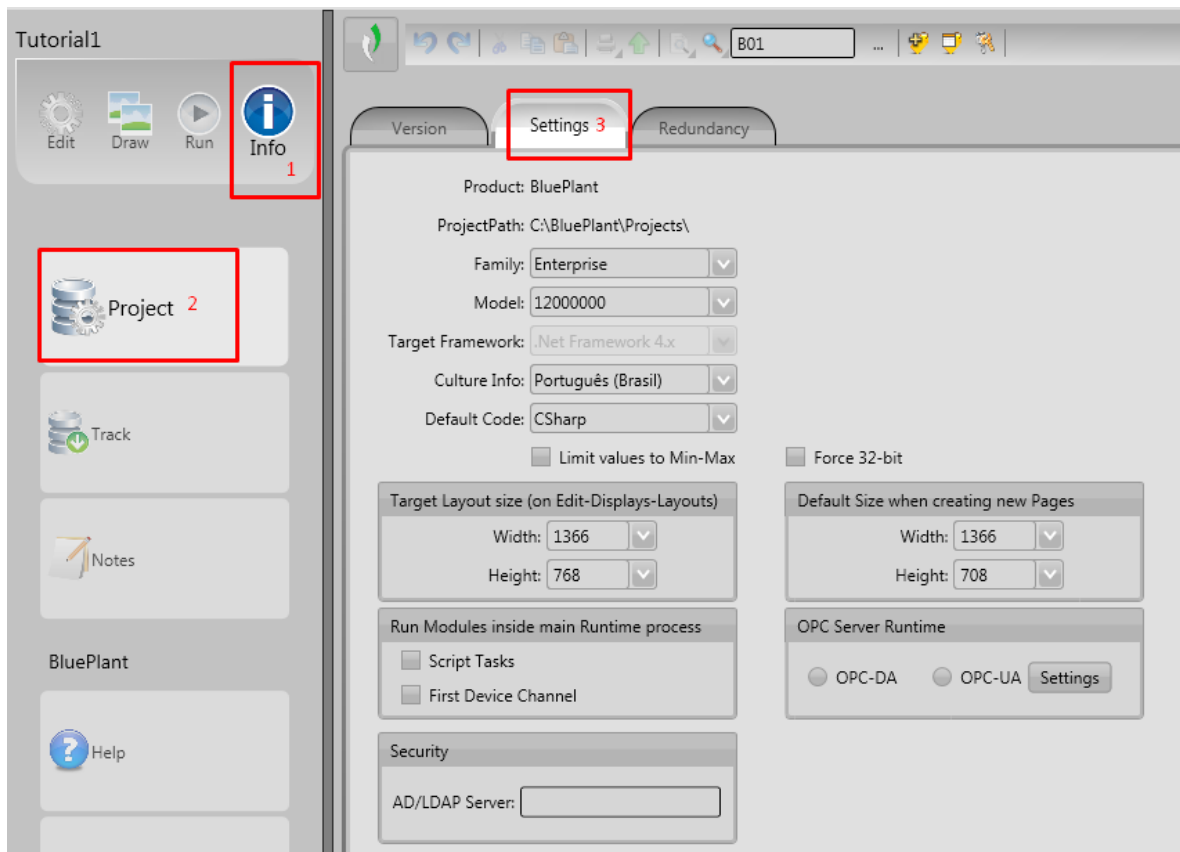 Tutorial1
Edit
Draw
Run
Info
1
Project 2
Track
Notes
BluePlant
Help
B01
...
Version
Settings 3
Redundancy
Product: BluePlant
ProjectPath: C:\BluePlant\Projects\
Family: Enterprise
Model: 12000000
Target Framework: .Net Framework 4.x
Culture Info: Português (Brasil)
Default Code: CSharp
Limit values to Min-Max
Force 32-bit
Target Layout size (on Edit-Displays-Layouts)
Width: 1366
Height: 768
Default Size when creating new Pages
Width: 1366
Height: 708
Run Modules inside main Runtime process
Script Tasks
First Device Channel
OPC Server Runtime
OPC-DA
OPC-UA
Settings
Security
AD/LDAP Server: